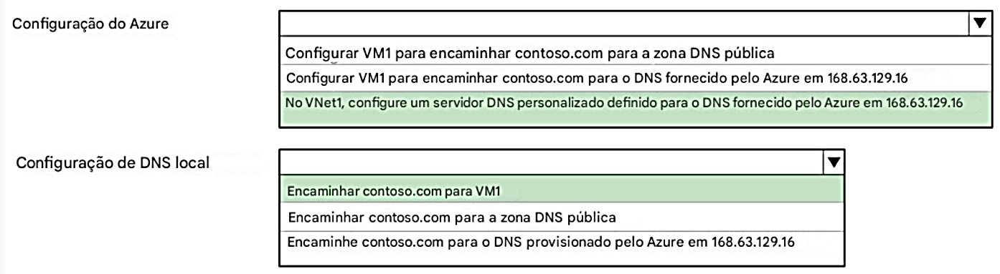 Configuração do Azure
Configurar VM1 para encaminhar contoso.com para a zona DNS pública
Configurar VM1 para encaminhar contoso.com para o DNS fornecido pelo Azure em 168.63.129.16
No VNet1, configure um servidor DNS personalizado definido para o DNS fornecido pelo Azure em 168.63.129.16
Configuração de DNS local
Encaminhar contoso.com para VM1
Encaminhar contoso.com para a zona DNS pública
Encaminhe contoso.com para o DNS provisionado pelo Azure em 168.63.129.16